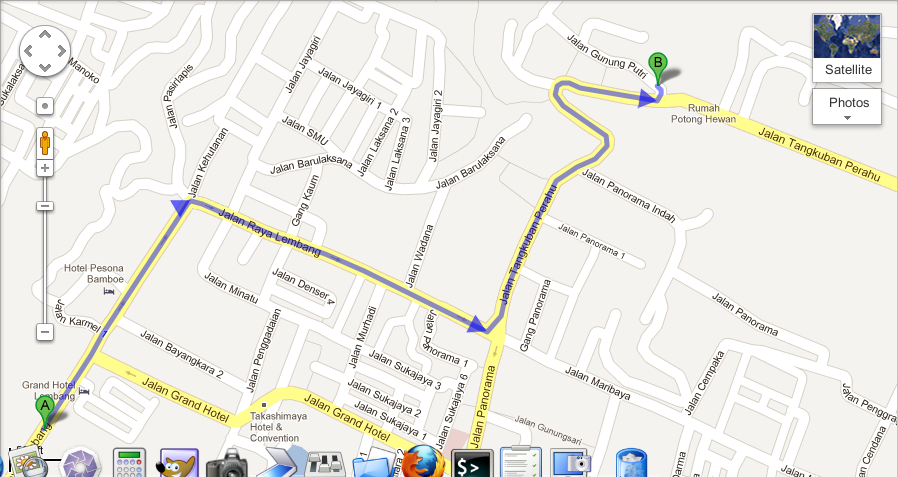 Sukalaksa
Manoko
Jalan Pasirlapis
Jalan Jayagiri
Jalan Jayagiri 1
Jalan Jayagiri 2
Jalan Gunung Putri
B
Satellite
Photos
Rumah
Potong Hewan
Jalan Tangkuban Perahu
Jalan Laksana 2
Jalan Laksana 3
Jalan SMU
Jalan Kehutanan
Jalan Barulaksana
Jalan Barulaksana
Gang Kaum
Jalan Raya Lembang
Jalan Wadana
Jalan Tangkuban Perahu
Jalan Panorama Indah
Jalan Panorama 1
Hotel Pesona
Bamboe
Jalan Minatu
Jalan Denser 4
Jalan Karmel
Jalan Murhadi
Gang Panorama
Jalan Panorama
Jalan Bayangkara 2
Jalan Penggadaian
Jalan Panorama 1
Jalan Sukajaya 3
Jalan Maribaya
Jalan Cempaka
Grand Hotel
Lembang
A
Jalan Grand Hotel
Jalan Sukajaya 2
Jalan Sukajaya 6
Jalan Panorama
Takashimaya
Hotel &
Convention
Jalan Grand Hotel
Jalan Sukajaya 1
Jalan Gunungsari
$>